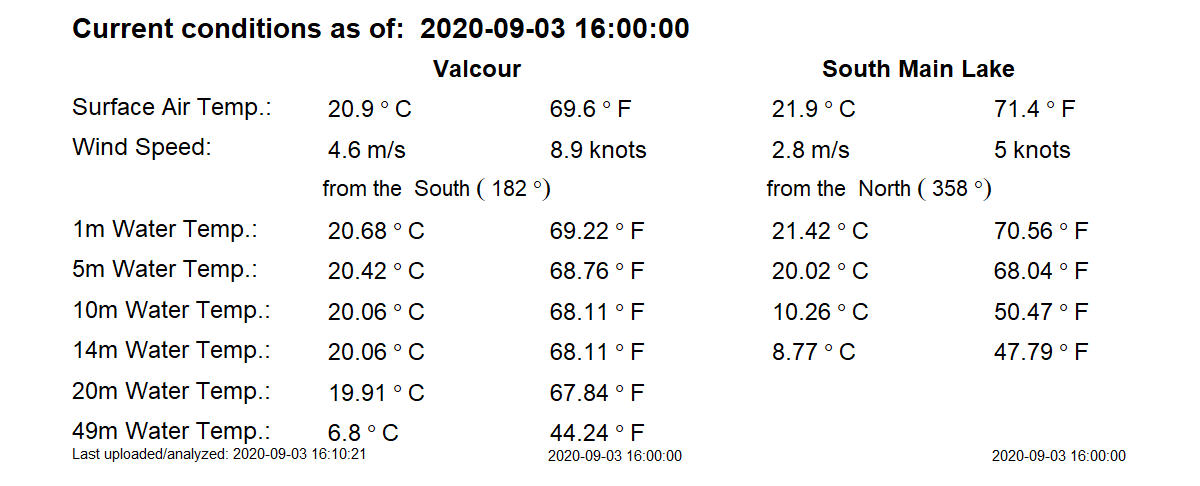 Current conditions as of: 2020-09-03 16:00:00
Valcour South Main Lake
Surface Air Temp.: 20.9 ° C 69.6 ° F 21.9 ° C 71.4 ° F
Wind Speed: 4.6 m/s 8.9 knots 2.8 m/s 5 knots
from the South ( 182 °) from the North ( 358 °)
1m Water Temp.: 20.68 ° C 69.22 ° F 21.42 ° C 70.56 ° F
5m Water Temp.: 20.42 ° C 68.76 ° F 20.02 ° C 68.04 ° F
10m Water Temp.: 20.06 ° C 68.11 ° F 10.26 ° C 50.47 ° F
14m Water Temp.: 20.06 ° C 68.11 ° F 8.77 ° C 47.79 ° F
20m Water Temp.: 19.91 ° C 67.84 ° F
49m Water Temp.: 6.8 ° C 44.24 ° F
Last uploaded/analyzed: 2020-09-03 16:10:21 2020-09-03 16:00:00 2020-09-03 16:00:00